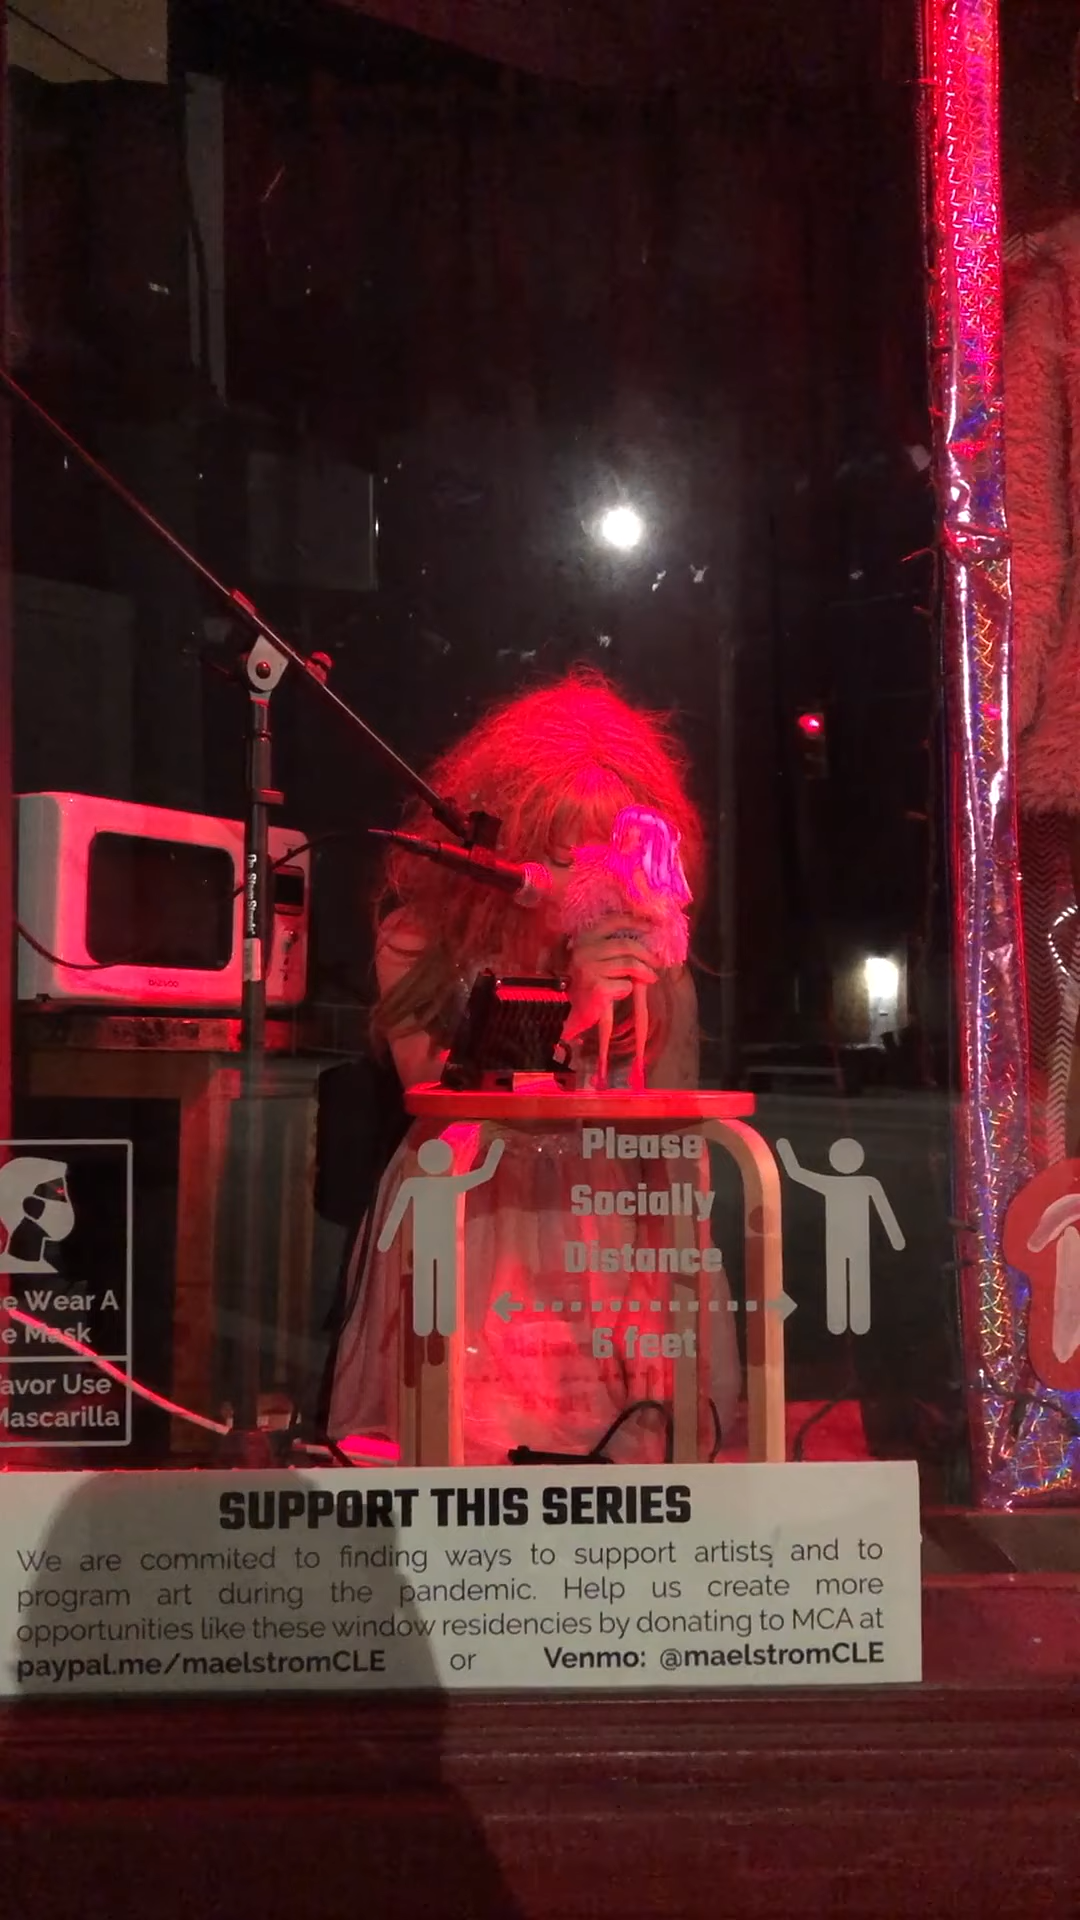 Please
Socially
Distance
6 feet
e Wear A
e Mask
avor Use
Mascarilla
SUPPORT THIS SERIES
We are commited to finding ways to support artists and to
program art during the pandemic. Help us create more
opportunities like these window residencies by donating to MCA at
paypal.me/maelstromCLE or Venmo: @maelstromCLE